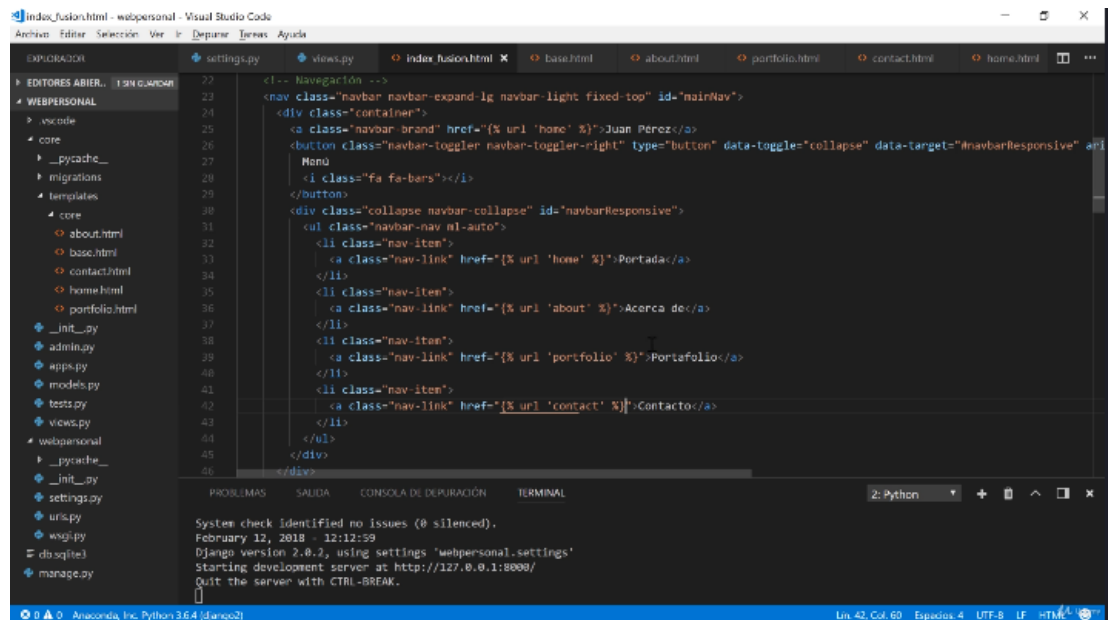 index_fusion.html - webpersonal - Visual Studio Code
Archivo Editar Selección Ver Ir Depurar Tareas Ayuda
EXPLORADOR
EDITORES ABIER.. 1 SIN GUARDAR
WEBPERSONAL
.vscode
core
__pycache__
migrations
templates
core
about.html
base.html
contact.html
home.html
portfolio.html
__init__.py
admin.py
apps.py
models.py
tests.py
views.py
webpersonal
__pycache__
__init__.py
settings.py
urls.py
wsgi.py
db.sqlite3
manage.py
settings.py views.py index_fusion.html base.html about.html portfolio.html contact.html home.html
22 <!-- Navegación -->
23 <nav class="navbar navbar-expand-lg navbar-light fixed-top" id="mainNav">
24 <div class="container">
25 <a class="navbar-brand" href="{% url 'home' %}">Juan Pérez</a>
26 <button class="navbar-toggler navbar-toggler-right" type="button" data-toggle="collapse" data-target="#navbarResponsive" ari
27 Menú
28 <i class="fa fa-bars"></i>
29 </button>
30 <div class="collapse navbar-collapse" id="navbarResponsive">
31 <ul class="navbar-nav ml-auto">
32 <li class="nav-item">
33 <a class="nav-link" href="{% url 'home' %}">Portada</a>
34 </li>
35 <li class="nav-item">
36 <a class="nav-link" href="{% url 'about' %}">Acerca de</a>
37 </li>
38 <li class="nav-item">
39 <a class="nav-link" href="{% url 'portfolio' %}">Portafolio</a>
40 </li>
41 <li class="nav-item">
42 <a class="nav-link" href="{% url 'contact' %}">Contacto</a>
43 </li>
44 </ul>
45 </div>
46 </div>
PROBLEMAS SALIDA CONSOLA DE DEPURACIÓN TERMINAL 2: Python
System check identified no issues (0 silenced).
February 12, 2018 - 12:12:59
Django version 2.0.2, using settings 'webpersonal.settings'
Starting development server at http://127.0.0.1:8000/
Quit the server with CTRL-BREAK.
0 0 Anaconda, Inc. Python 3.6.4 (django2) Lín. 42, Col. 60 Espacios: 4 UTF-8 LF HTML